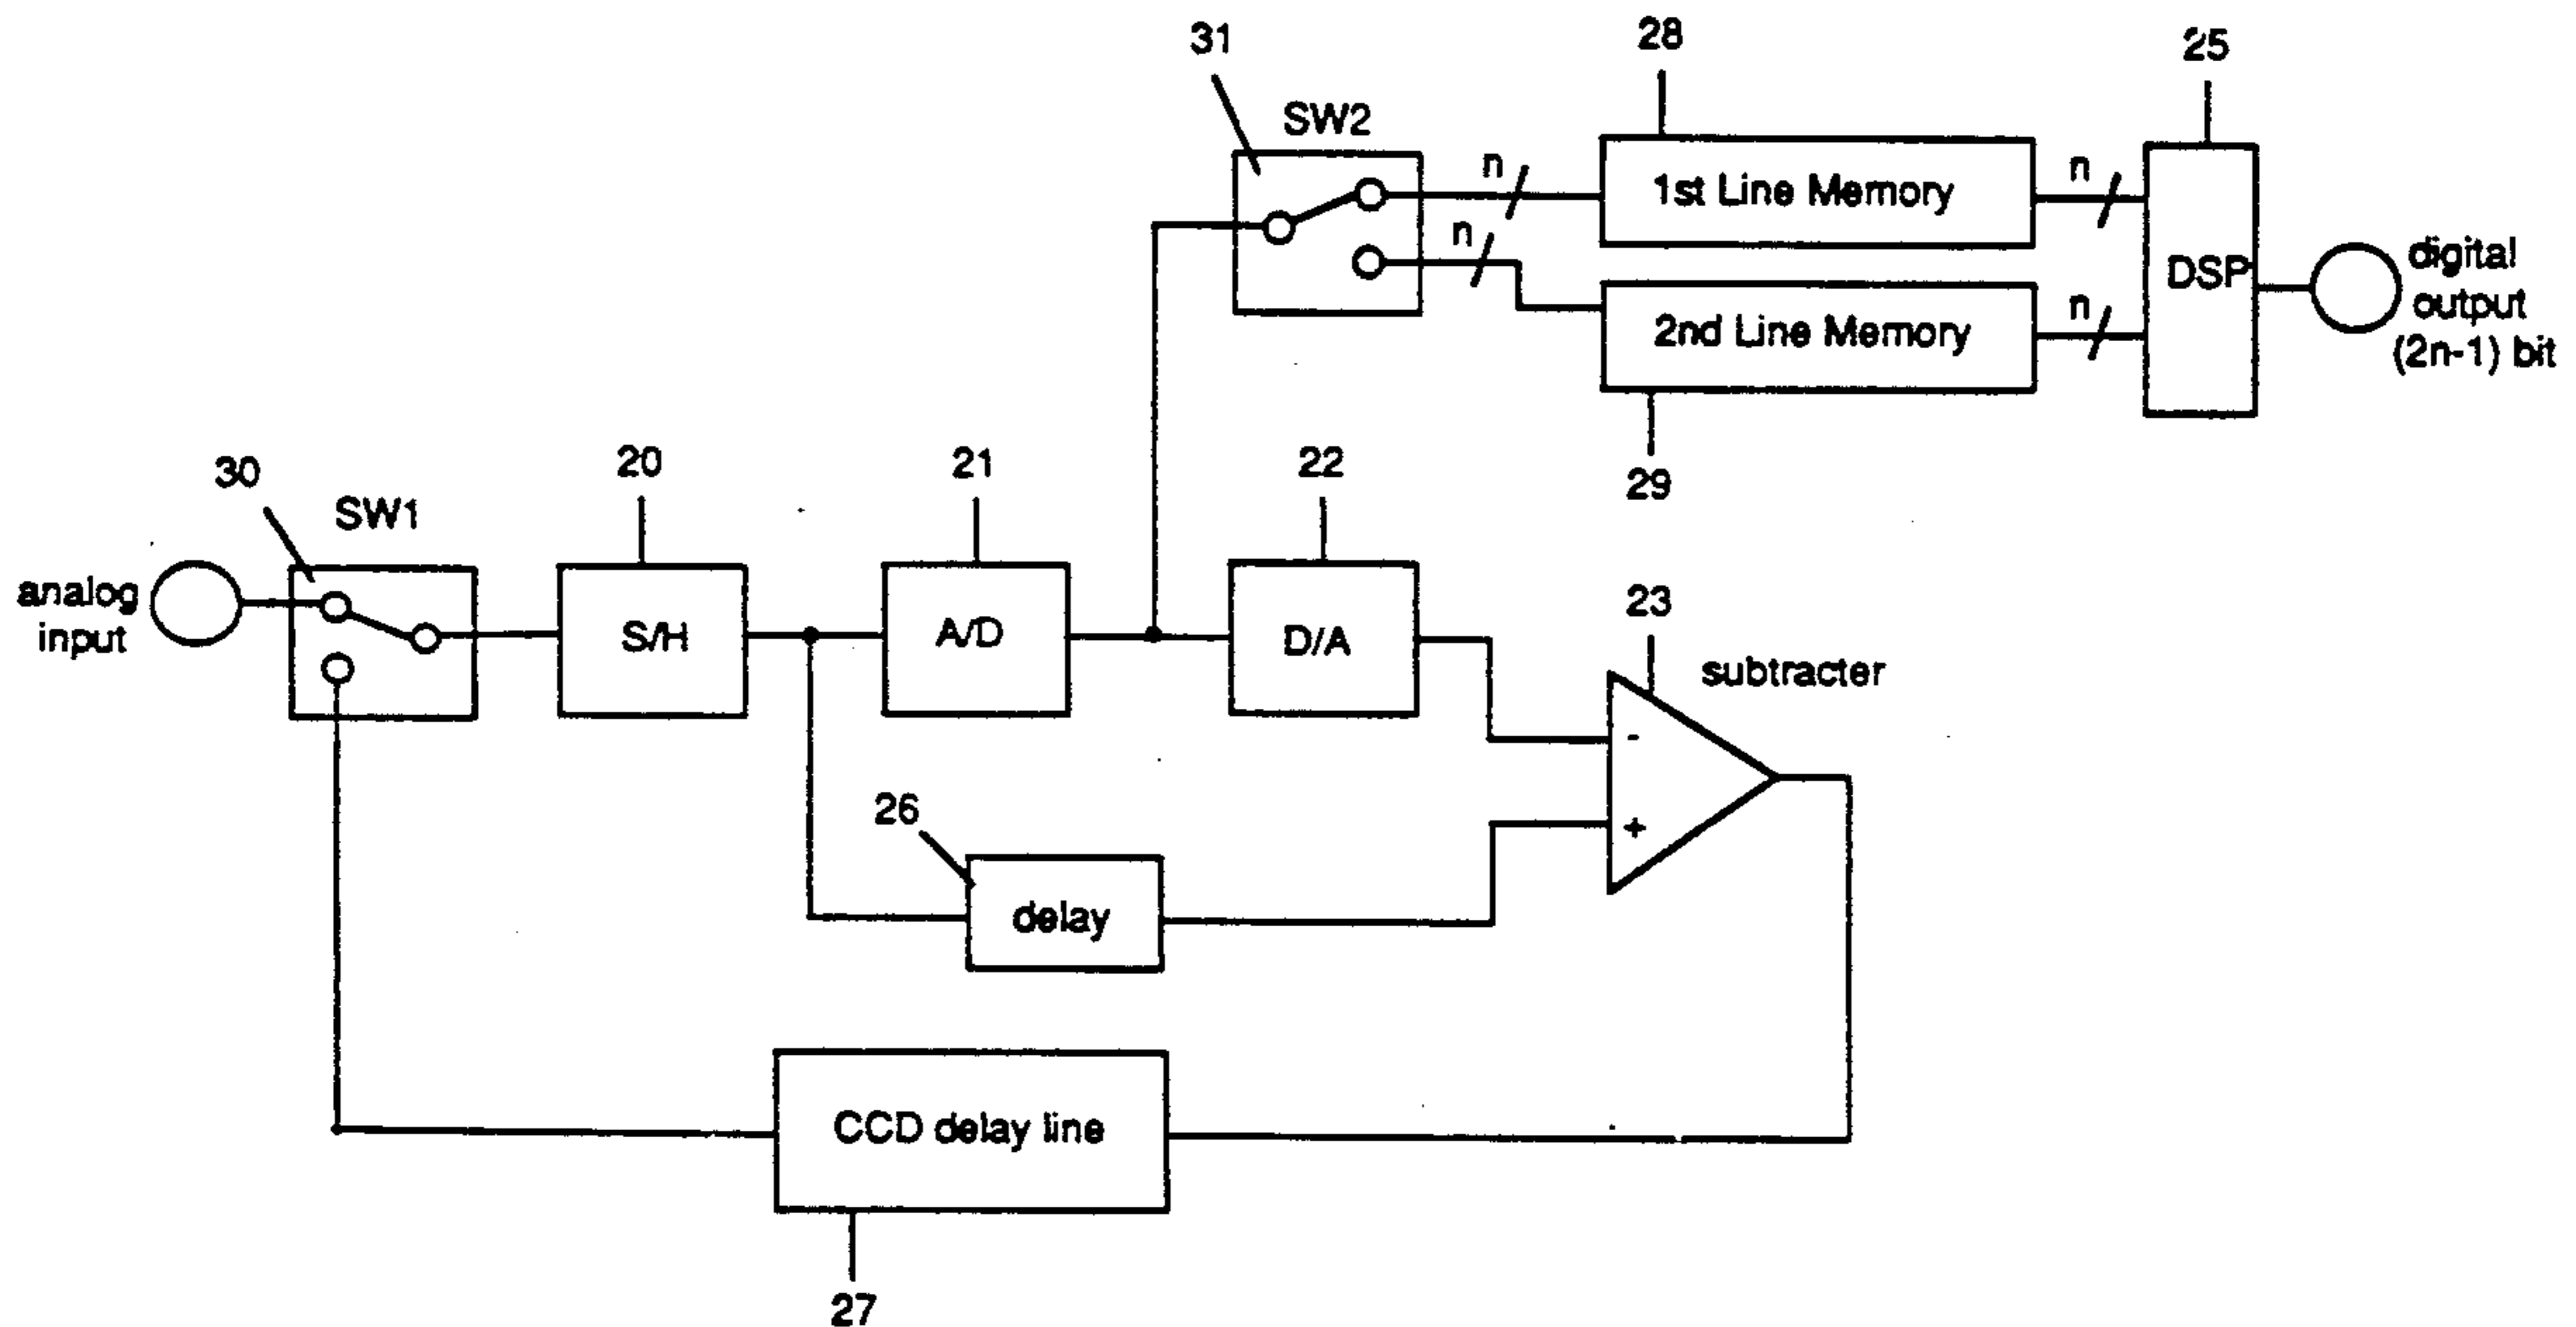 31
28
25
SW2
n
1st Line Memory
n
n
DSP
digital
output
(2n-1) bit
2nd Line Memory
n
29
30
SW1
20
21
22
analog
input
S/H
A/D
D/A
23
subtracter
-
+
26
delay
CCD delay line
27